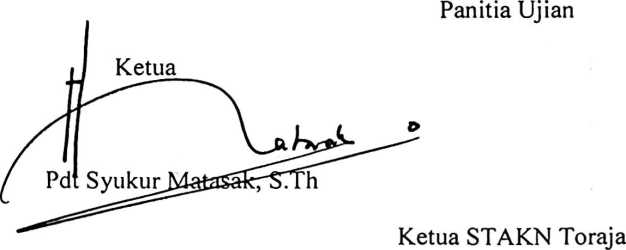 Panitia Ujian
Ketua
Pdt Syukur Matasak, S.Th
Ketua STAKN Toraja